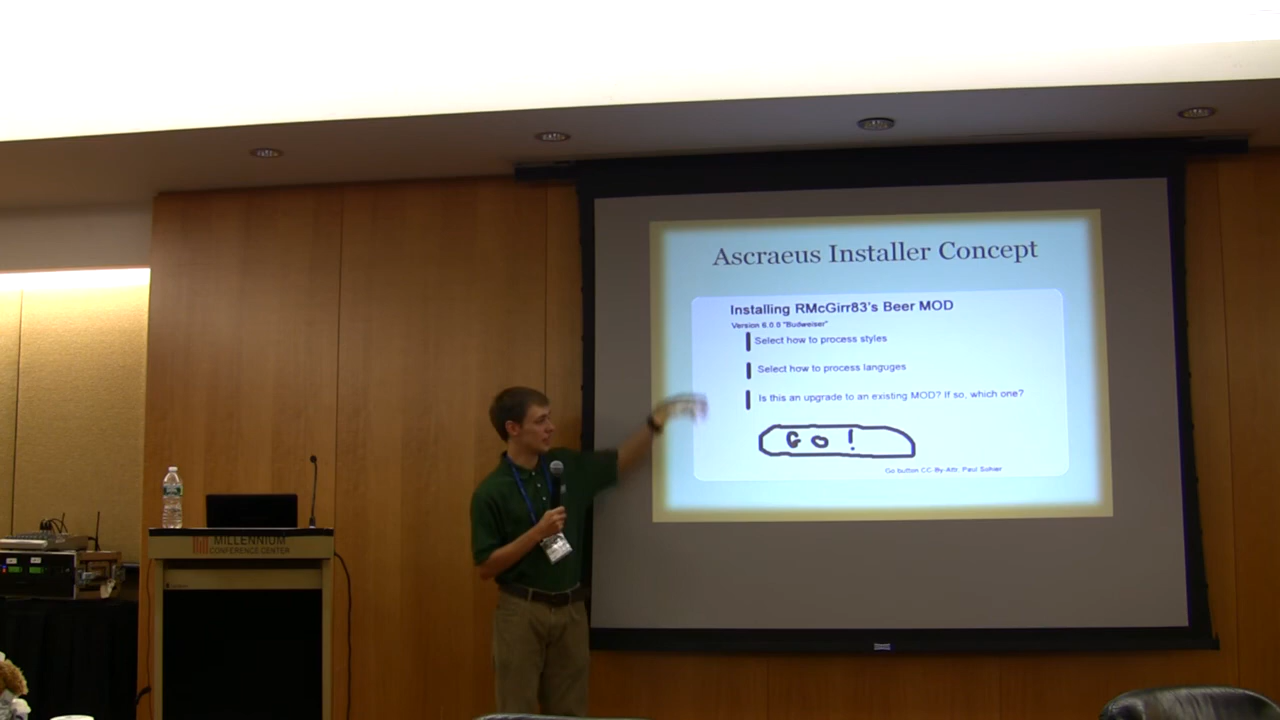 Ascraeus Installer Concept
Installing RMcGirr83's Beer MOD
Version 6.0.0 "Budweiser"
Select how to process styles
Select how to process languges
Is this an upgrade to an existing MOD? If so, which one?
GO!
Go button CC-By-Attr. Paul Sohier
MILLENNIUM
CONFERENCE CENTER